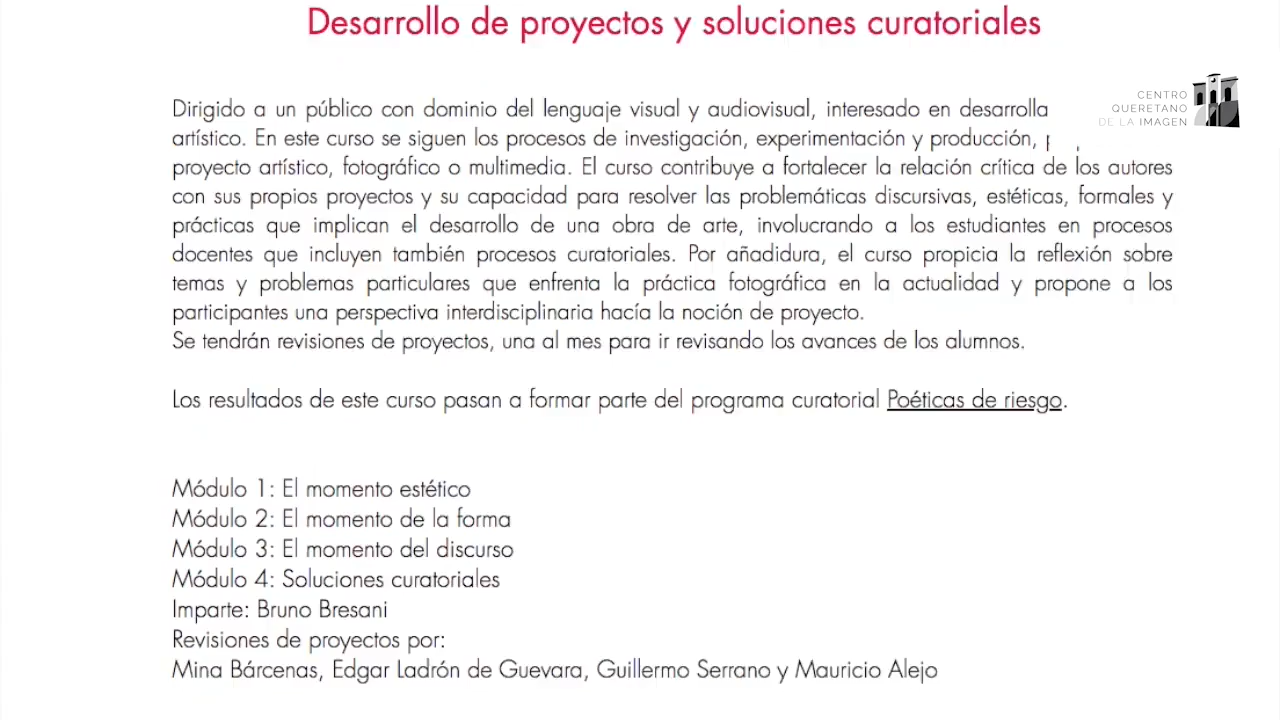 Desarrollo de proyectos y soluciones curatoriales
CENTRO
QUERETANO
DE LA IMAGEN
Dirigido a un público con dominio del lenguaje visual y audiovisual, interesado en desarrolla
artístico. En este curso se siguen los procesos de investigación, experimentación y producción,
proyecto artístico, fotográfico o multimedia. El curso contribuye a fortalecer la relación crítica de los autores
con sus propios proyectos y su capacidad para resolver las problemáticas discursivas, estéticas, formales y
prácticas que implican el desarrollo de una obra de arte, involucrando a los estudiantes en procesos
docentes que incluyen también procesos curatoriales. Por añadidura, el curso propicia la reflexión sobre
temas y problemas particulares que enfrenta la práctica fotográfica en la actualidad y propone a los
participantes una perspectiva interdisciplinaria hacía la noción de proyecto.
Se tendrán revisiones de proyectos, una al mes para ir revisando los avances de los alumnos.
Los resultados de este curso pasan a formar parte del programa curatorial Poéticas de riesgo.
Módulo 1: El momento estético
Módulo 2: El momento de la forma
Módulo 3: El momento del discurso
Módulo 4: Soluciones curatoriales
Imparte: Bruno Bresani
Revisiones de proyectos por:
Mina Bárcenas, Edgar Ladrón de Guevara, Guillermo Serrano y Mauricio Alejo